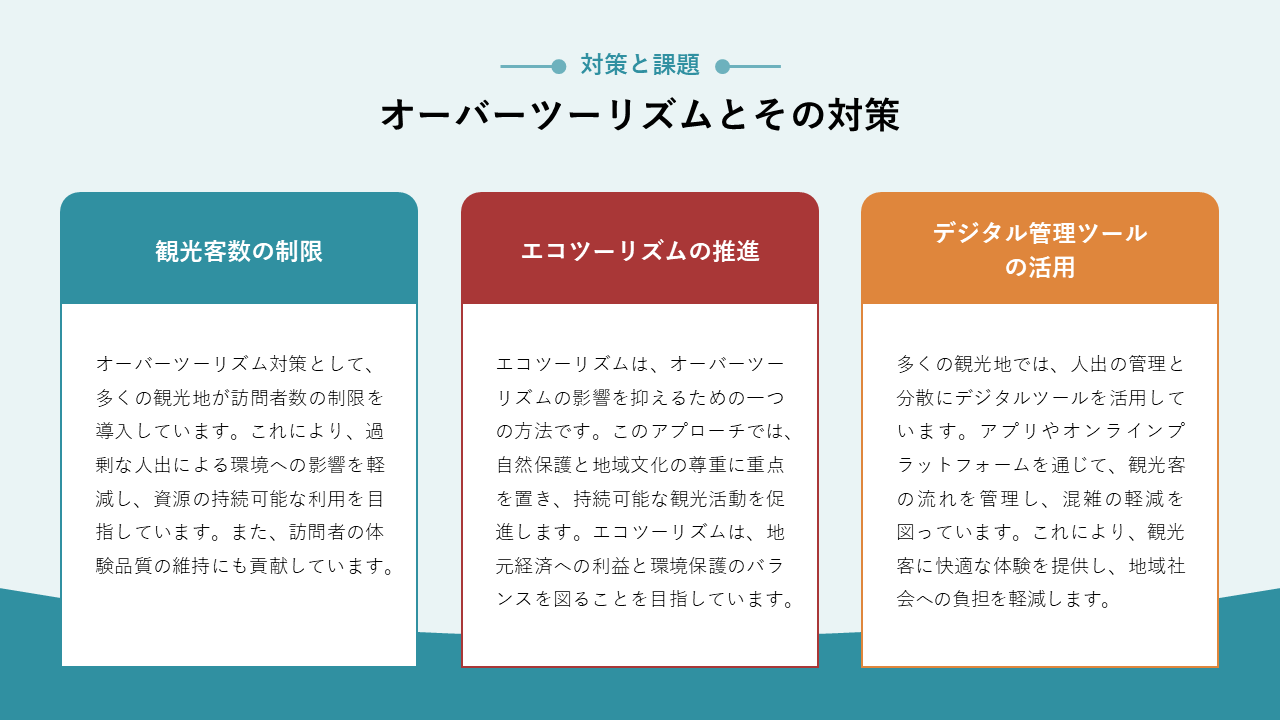 対策と課題
オーバーツーリズムとその対策
観光客数の制限
オーバーツーリズム対策として、
多くの観光地が訪問者数の制限を
導入しています。これにより、過
剰な人出による環境への影響を軽
減し、資源の持続可能な利用を目
指しています。また、訪問者の体
験品質の維持にも貢献しています。
エコツーリズムの推進
エコツーリズムは、オーバーツー
リズムの影響を抑えるための一つ
の方法です。このアプローチでは、
自然保護と地域文化の尊重に重点
を置き、持続可能な観光活動を促
進します。エコツーリズムは、地
元経済への利益と環境保護のバラ
ンスを図ることを目指しています。
デジタル管理ツール
の活用
多くの観光地では、人出の管理と
分散にデジタルツールを活用して
います。アプリやオンラインプ
ラットフォームを通じて、観光客
の流れを管理し、混雑の軽減を
図っています。これにより、観光
客に快適な体験を提供し、地域社
会への負担を軽減します。